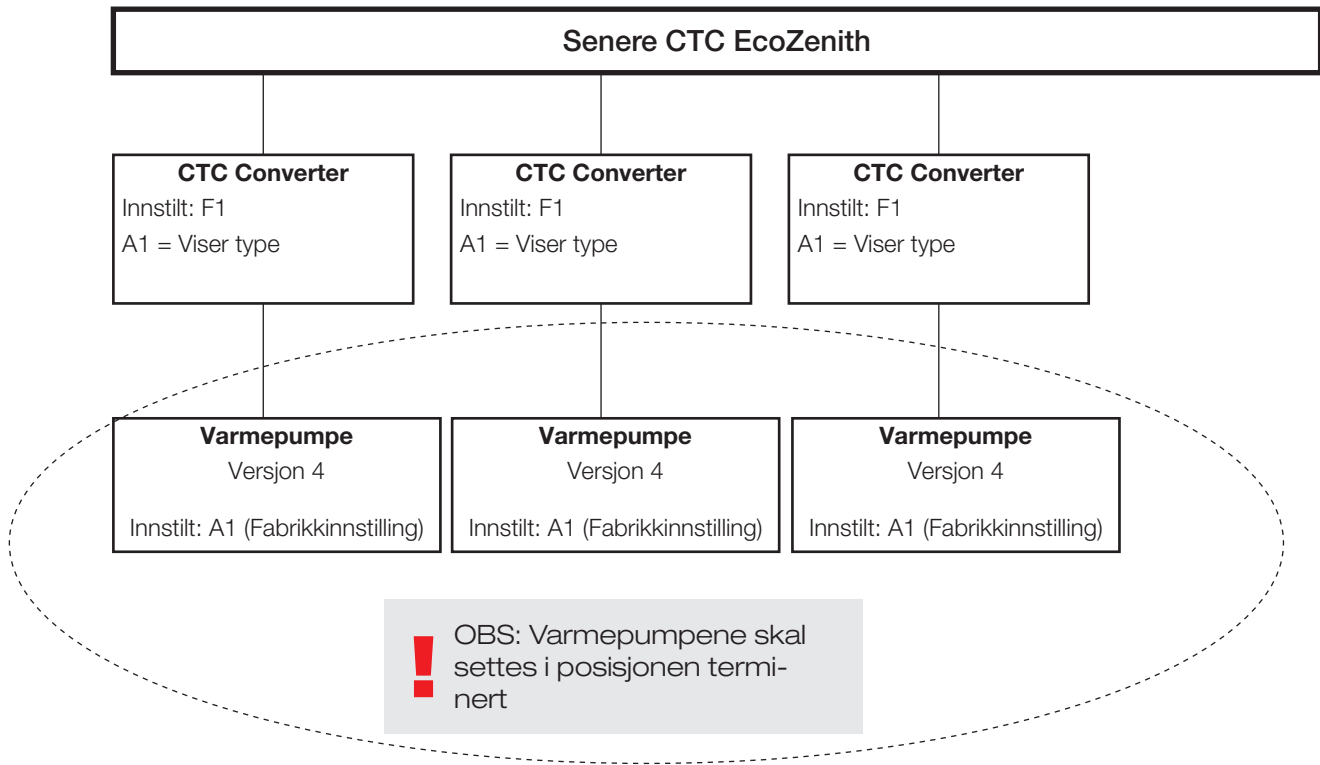 Senere CTC EcoZenith
CTC Converter
Innstilt: F1
A1 = Viser type
CTC Converter
Innstilt: F1
A1 = Viser type
CTC Converter
Innstilt: F1
A1 = Viser type
Varmepumpe
Versjon 4
Innstilt: A1 (Fabrikkinnstilling)
Varmepumpe
Versjon 4
Innstilt: A1 (Fabrikkinnstilling)
Varmepumpe
Versjon 4
Innstilt: A1 (Fabrikkinnstilling)
! OBS: Varmepumpene skal
settes i posisjonen termi-
nert